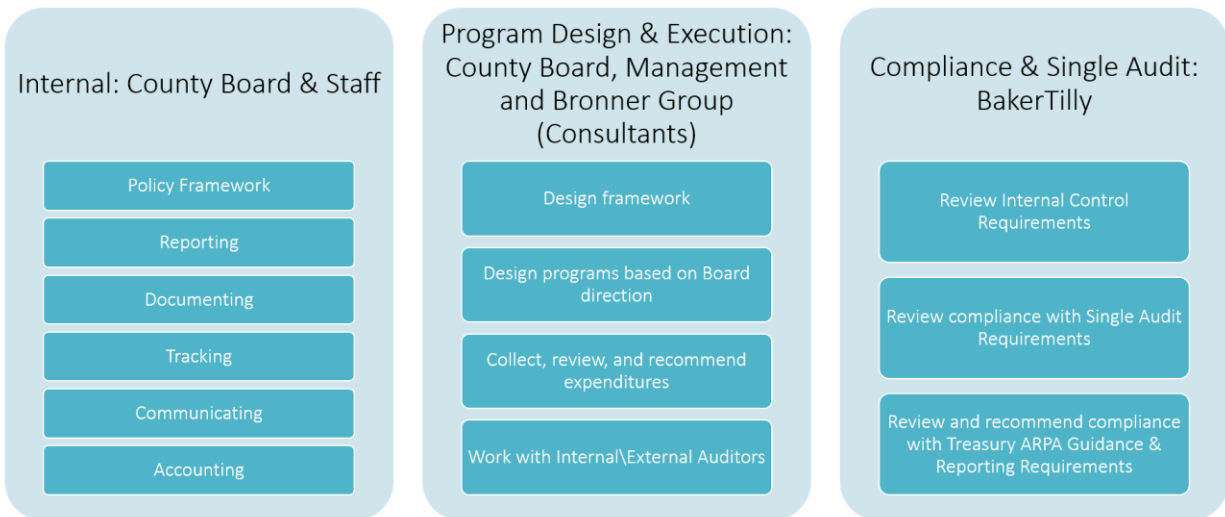 Internal: County Board & Staff
Policy Framework
Reporting
Documenting
Tracking
Communicating
Accounting
Program Design & Execution:
County Board, Management
and Bronner Group
(Consultants)
Design framework
Design programs based on Board
direction
Collect, review, and recommend
expenditures
Work with Internal\External Auditors
Compliance & Single Audit:
BakerTilly
Review Internal Control
Requirements
Review compliance with Single Audit
Requirements
Review and recommend compliance
with Treasury ARPA Guidance &
Reporting Requirements